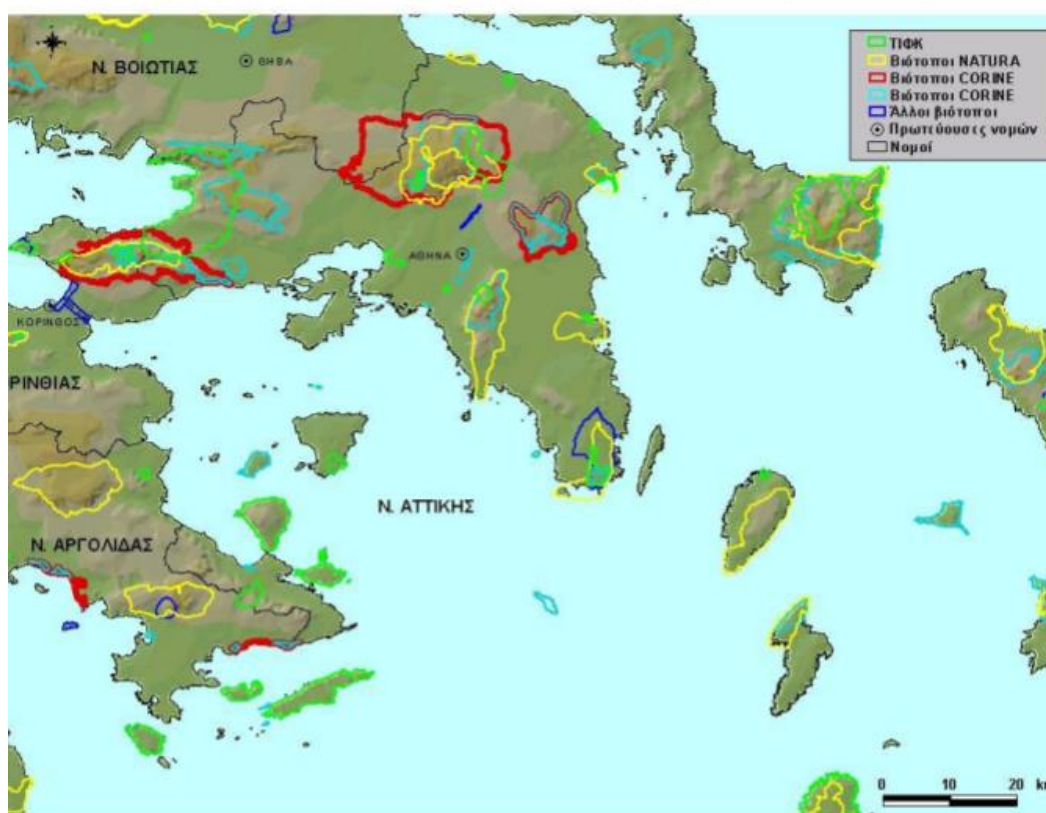 Ν. ΒΟΙΩΤΙΑΣ
ΘΗΒΑ
ΤΙΦΚ
Βιότοποι NATURA
Βιότοποι CORINE
Βιότοποι CORINE
Άλλοι βιότοποι
Πρωτεύουσες νομών
Νομοί
ΑΘΗΝΑ
ΚΟΡΙΝΘΟΣ
ΡΙΝΘΙΑΣ
Ν. ΑΤΤΙΚΗΣ
Ν. ΑΡΓΟΛΙΔΑΣ
0 10 20